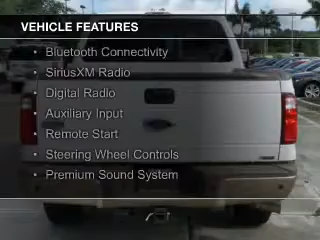 VEHICLE FEATURES
• Bluetooth Connectivity
• SiriusXM Radio
• Digital Radio
• Auxiliary Input
• Remote Start
• Steering Wheel Controls
• Premium Sound System